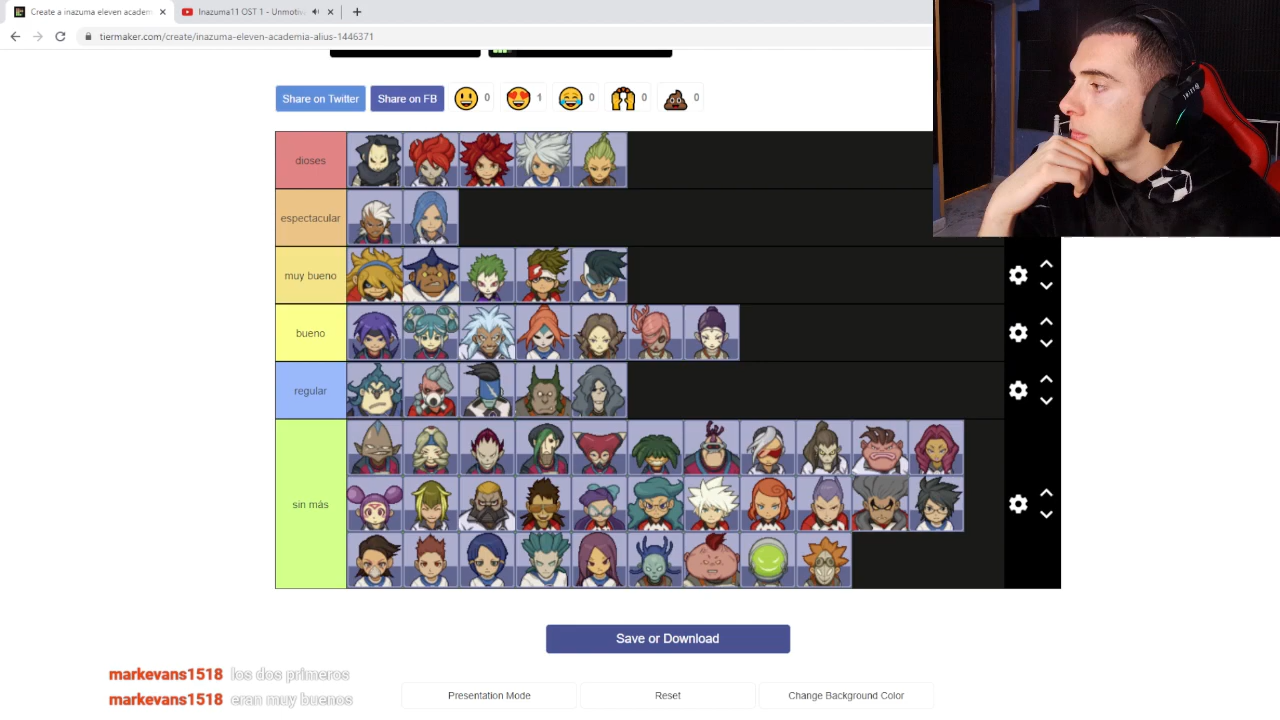 Create a inazuma eleven academ
Inazuma11 OST 1 - Unmotiv
tiermaker.com/create/inazuma-eleven-academia-alius-1446371
Share on Twitter
Share on FB
0
1
0
0
0
dioses
espectacular
muy bueno
bueno
regular
sin más
Save or Download
markevans1518 los dos primeros
markevans1518 eran muy buenos
Presentation Mode
Reset
Change Background Color